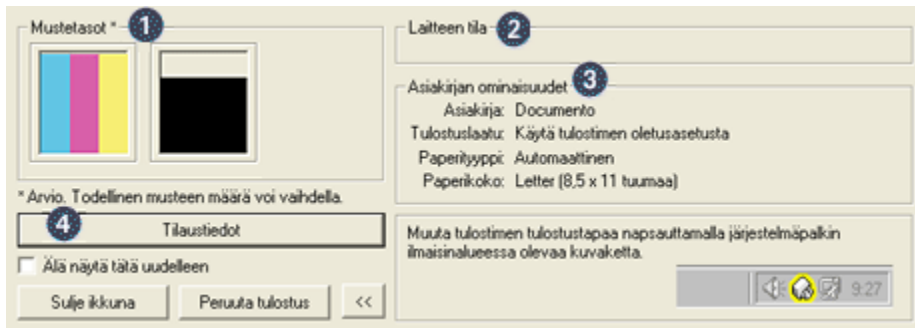 Mustetasot * 1
* Arvio. Todellinen musteen määrä voi vaihdella.
4 Tilaustiedot
Älä näytä tätä uudelleen
Sulje ikkuna
Peruuta tulostus
<<
Laitteen tila 2
Asiakirjan ominaisuudet 3
Asiakirja: Documento
Tulostuslaatu: Käytä tulostimen oletusasetusta
Paperityyppi: Automaattinen
Paperikoko: Letter (8,5 x 11 tuumaa)
Muuta tulostimen tulostustapaa napsauttamalla järjestelmäpalkin
ilmaisinalueessa olevaa kuvaketta.
9:27